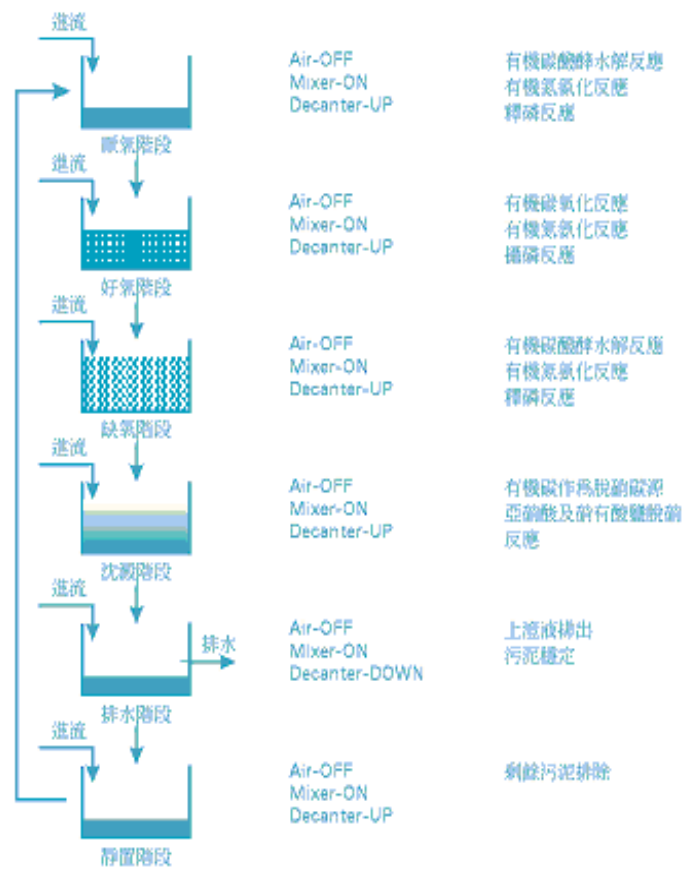 進流
Air-OFF
Mixer-ON
Decanter-UP
有機碳醱酵水解反應
有機氮氨化反應
釋磷反應
厭氧階段
進流
Air-OFF
Mixer-ON
Decanter-UP
有機碳氧化反應
有機氮氨化反應
攝磷反應
好氧階段
進流
Air-OFF
Mixer-ON
Decanter-UP
有機碳醱酵水解反應
有機氮氨化反應
釋磷反應
缺氧階段
進流
Air-OFF
Mixer-ON
Decanter-UP
有機碳作為脫硝碳源
亞硝酸及硝有酸鹽脫硝
反應
沈澱階段
進流
排水
Air-OFF
Mixer-ON
Decanter-DOWN
上澄液排出
污泥穩定
排水階段
進流
Air-OFF
Mixer-ON
Decanter-UP
剩餘污泥排除
靜置階段